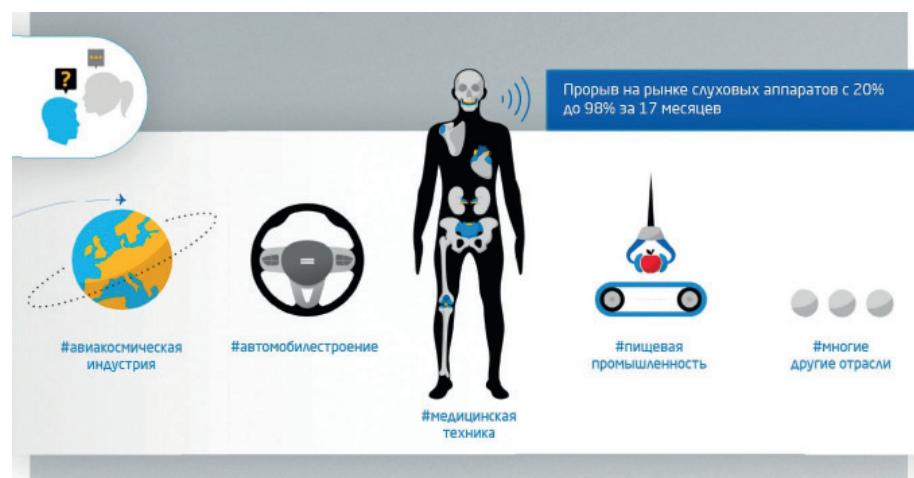 ?
...
Прорыв на рынке слуховых аппаратов с 20%
до 98% за 17 месяцев
#авиакосмическая
индустрия
#автомобилестроение
#медицинская
техника
#пищевая
промышленность
#многие
другие отрасли